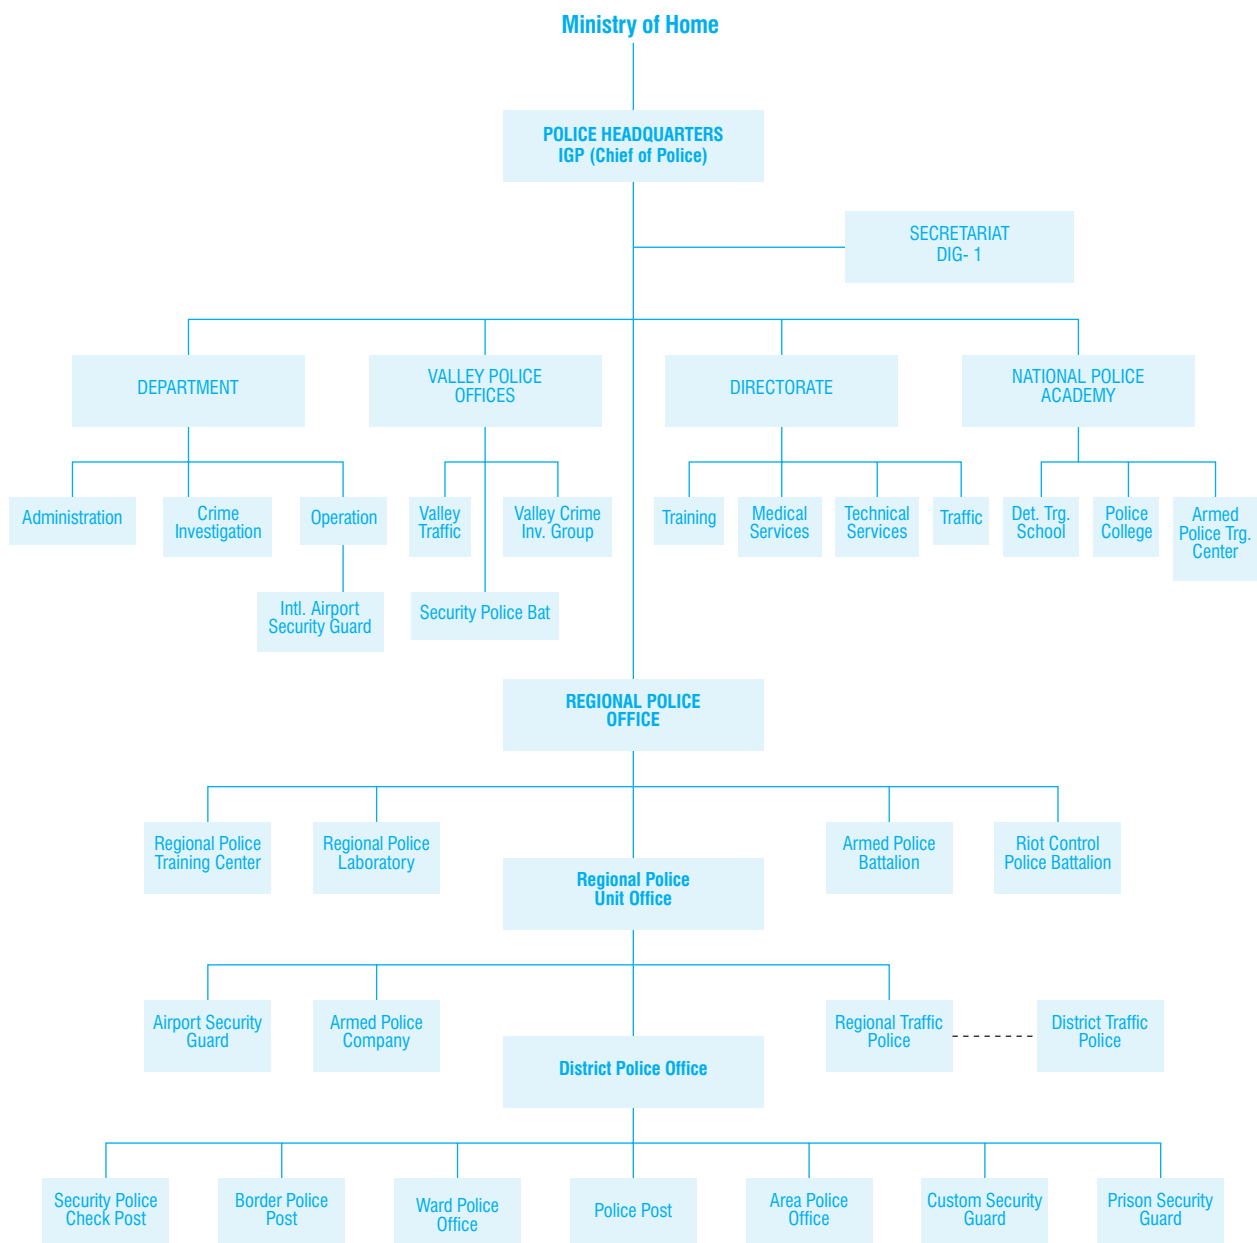 Ministry of Home
POLICE HEADQUARTERS
IGP (Chief of Police)
SECRETARIAT
DIG- 1
DEPARTMENT
VALLEY POLICE
OFFICES
DIRECTORATE
NATIONAL POLICE
ACADEMY
Administration
Crime
Investigation
Operation
Valley
Traffic
Valley Crime
Inv. Group
Training
Medical
Services
Technical
Services
Traffic
Det. Trg.
School
Police
College
Armed
Police Trg.
Center
Intl. Airport
Security Guard
Security Police Bat
REGIONAL POLICE
OFFICE
Regional Police
Training Center
Regional Police
Laboratory
Armed Police
Battalion
Riot Control
Police Battalion
Regional Police
Unit Office
Airport Security
Guard
Armed Police
Company
Regional Traffic
Police
District Traffic
Police
District Police Office
Security Police
Check Post
Border Police
Post
Ward Police
Office
Police Post
Area Police
Office
Custom Security
Guard
Prison Security
Guard